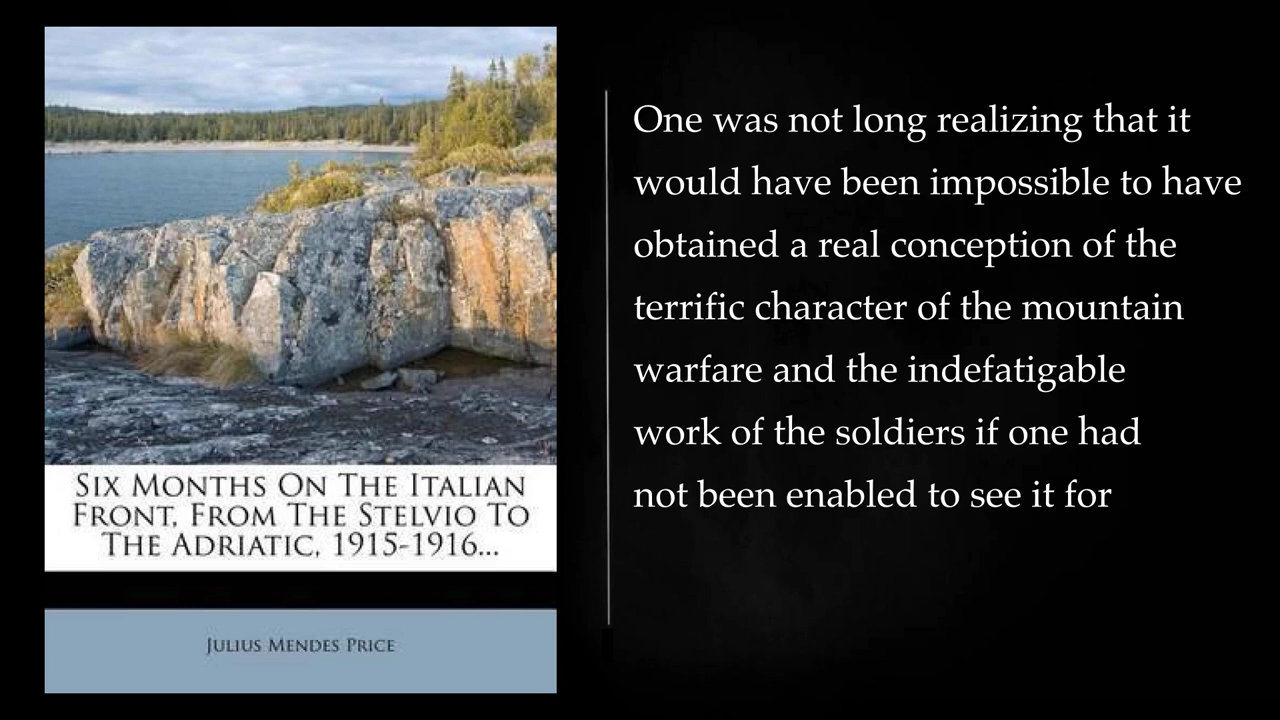 Six Months On The Italian
Front, From The Stelvio To
The Adriatic, 1915-1916...
Julius Mendes Price
One was not long realizing that it
would have been impossible to have
obtained a real conception of the
terrific character of the mountain
warfare and the indefatigable
work of the soldiers if one had
not been enabled to see it for